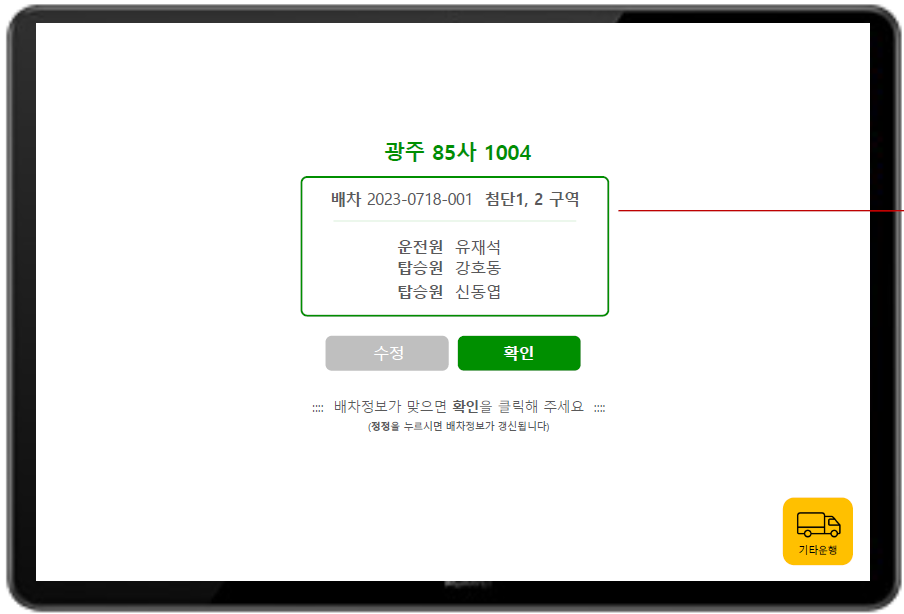 광주 85사 1004
배차 2023-0718-001 첨단1, 2 구역
운전원 유재석
탑승원 강호동
탑승원 신동엽
수정 확인
:::: 배차정보가 맞으면 확인을 클릭해 주세요 ::::
(정정을 누르시면 배차정보가 갱신됩니다)
기타운행